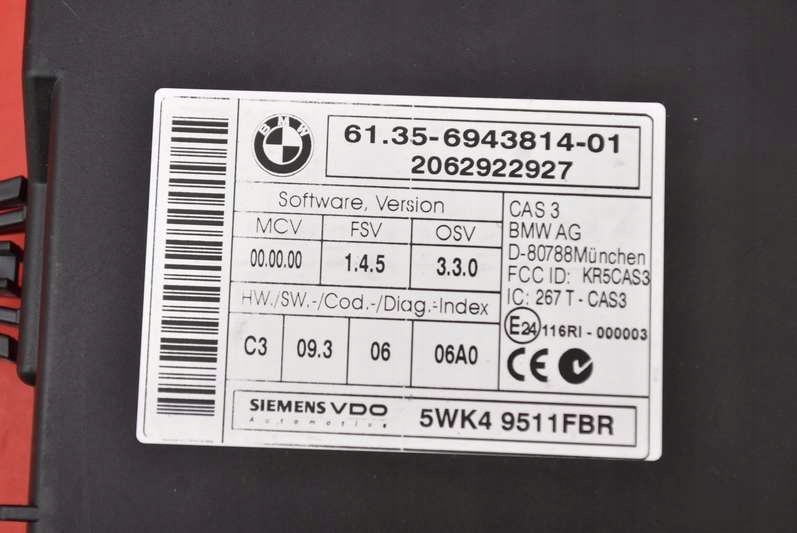 BMW
61.35-6943814-01
2062922927
Software, Version
MCV FSV OSV
00.00.00 1.4.5 3.3.0
HW./SW.-/Cod.-/Diag.-Index
C3 09.3 06 06A0
CAS 3
BMW AG
D-80788München
FCC ID: KR5CAS3
IC: 267 T - CAS3
E24 116RI - 000003
CE
SIEMENS VDO
Automotive
5WK4 9511FBR